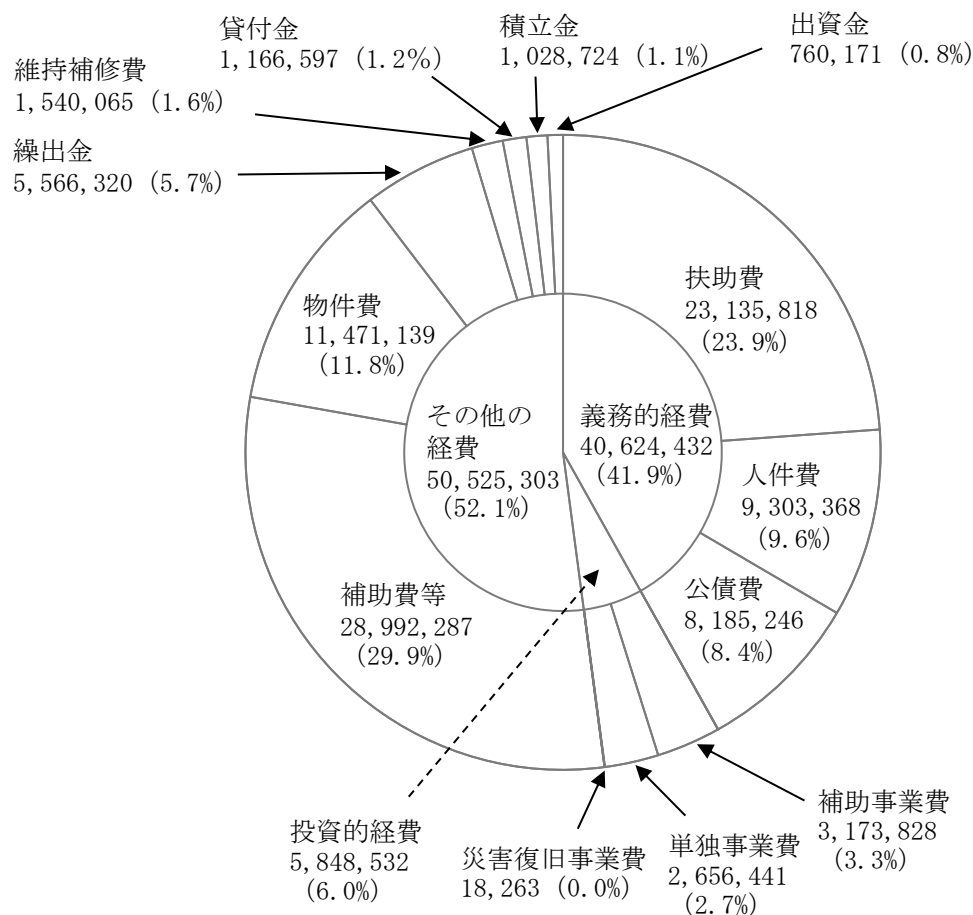 貸付金
1,166,597 (1.2%)
積立金
1,028,724 (1.1%)
出資金
760,171 (0.8%)
維持補修費
1,540,065 (1.6%)
繰出金
5,566,320 (5.7%)
物件費
11,471,139
(11.8%)
扶助費
23,135,818
(23.9%)
その他の
経費
50,525,303
(52.1%)
義務的経費
40,624,432
(41.9%)
人件費
9,303,368
(9.6%)
補助費等
28,992,287
(29.9%)
公債費
8,185,246
(8.4%)
投資的経費
5,848,532
(6.0%)
災害復旧事業費
18,263 (0.0%)
単独事業費
2,656,441
(2.7%)
補助事業費
3,173,828
(3.3%)